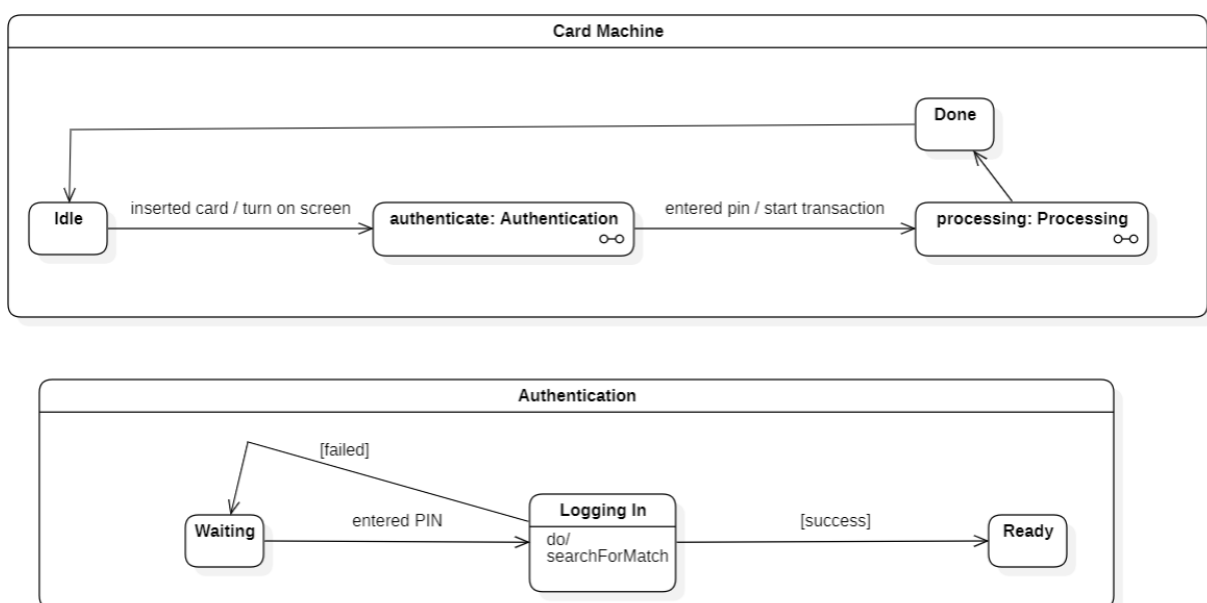 Card Machine
Done
Idle
inserted card / turn on screen
authenticate: Authentication
entered pin / start transaction
processing: Processing
Authentication
[failed]
Waiting
entered PIN
Logging In
do/
searchForMatch
[success]
Ready